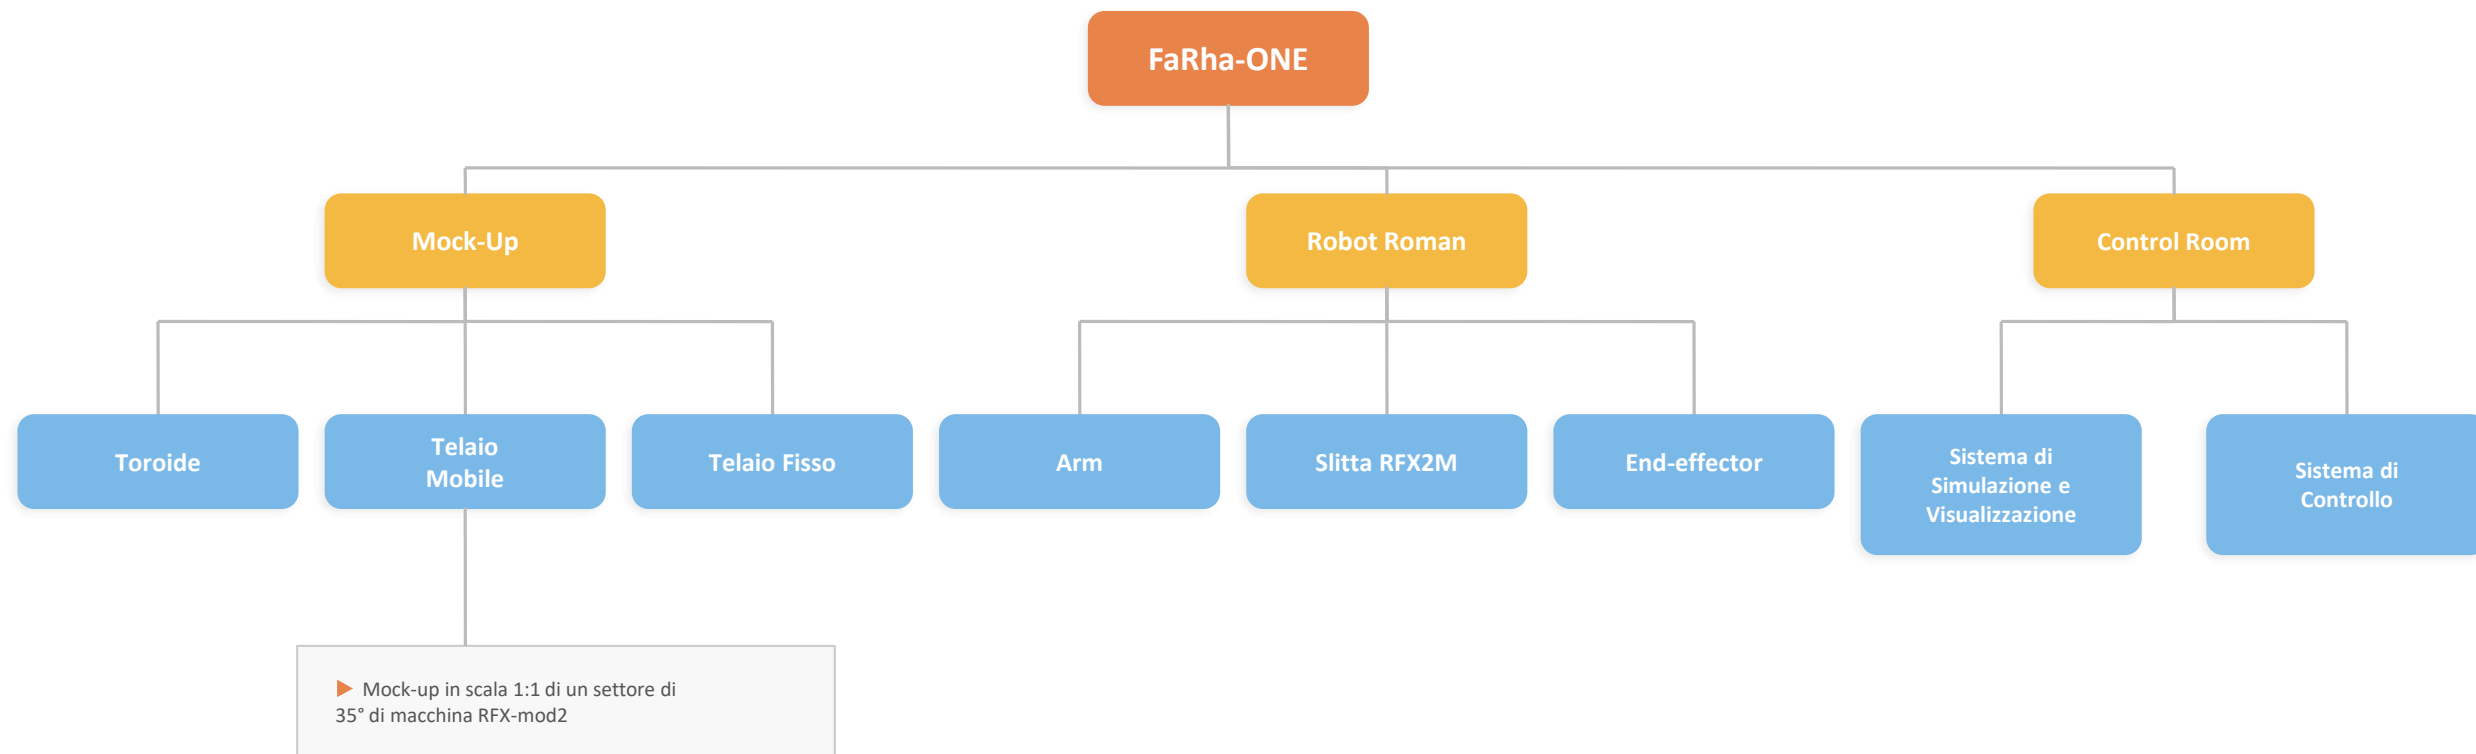 FaRha-ONE
Mock-Up
Robot Roman
Control Room
Toroide
Telaio
Mobile
Telaio Fisso
Arm
Slitta RFX2M
End-effector
Sistema di
Simulazione e
Visualizzazione
Sistema di
Controllo
Mock-up in scala 1:1 di un settore di
35° di macchina RFX-mod2